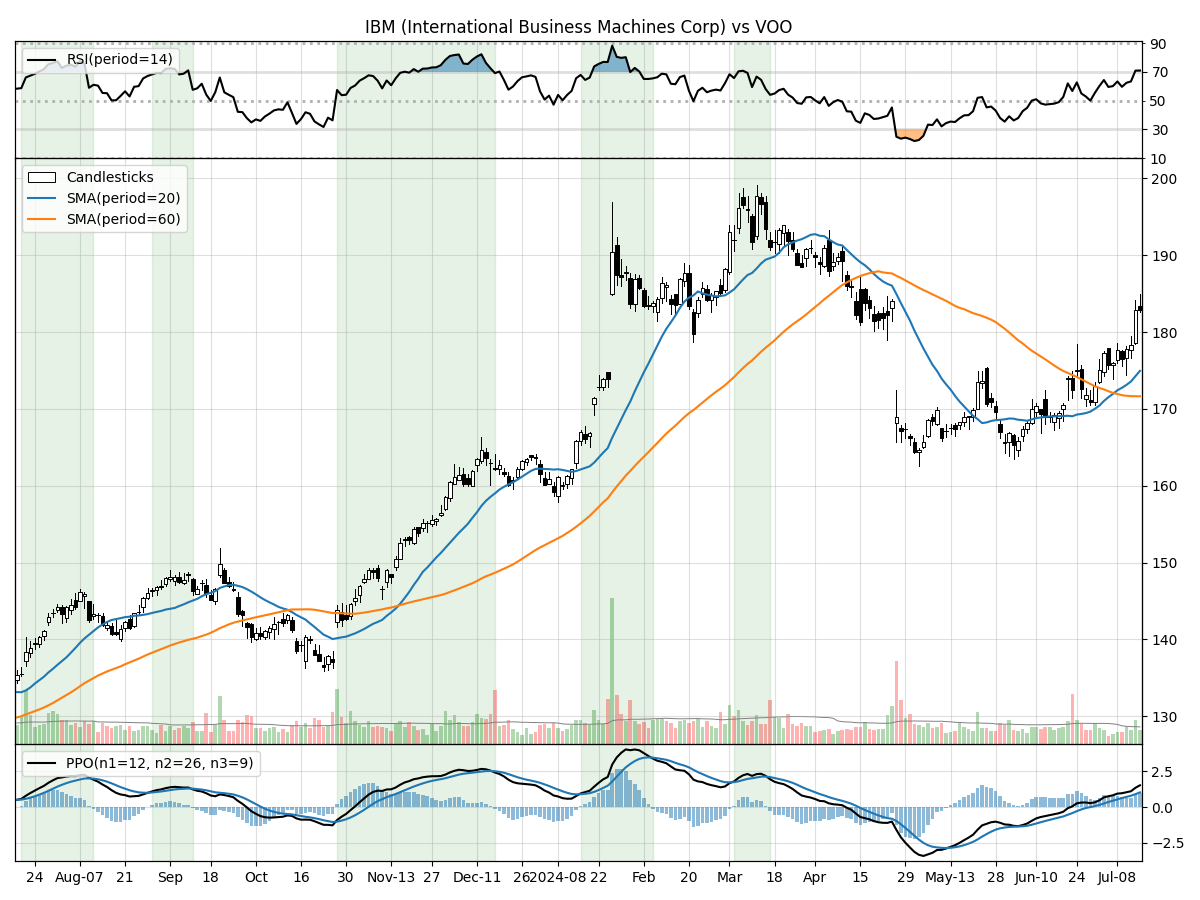 IBM (International Business Machines Corp) vs VOO
RSI(period=14)
90
70
50
30
10
Candlesticks
SMA(period=20)
SMA(period=60)
200
190
180
170
160
150
140
130
PPO(n1=12, n2=26, n3=9)
2.5
0.0
−2.5
24 Aug-07 21 Sep 18 Oct 16 30 Nov-13 27 Dec-11 26 2024-08 22 Feb 20 Mar 18 Apr 15 29 May-13 28 Jun-10 24 Jul-08